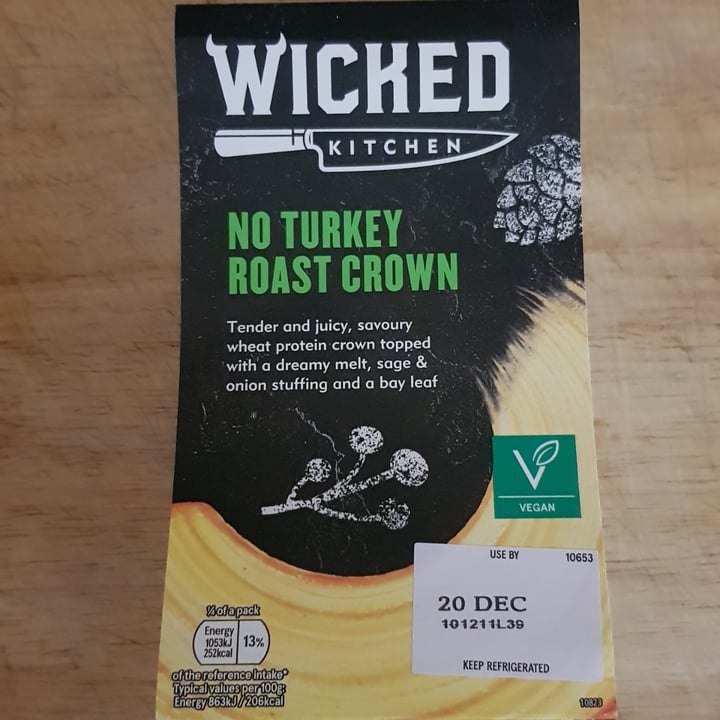 WICKED
KITCHEN
NO TURKEY
ROAST CROWN
Tender and juicy, savoury
wheat protein crown topped
with a dreamy melt, sage &
onion stuffing and a bay leaf
V
VEGAN
USE BY 10653
20 DEC
101211L39
KEEP REFRIGERATED
of a pack
Energy
1053kJ
252kcal
13%
of the reference intake*
Typical values per 100g:
Energy 863kJ / 206kcal
10823